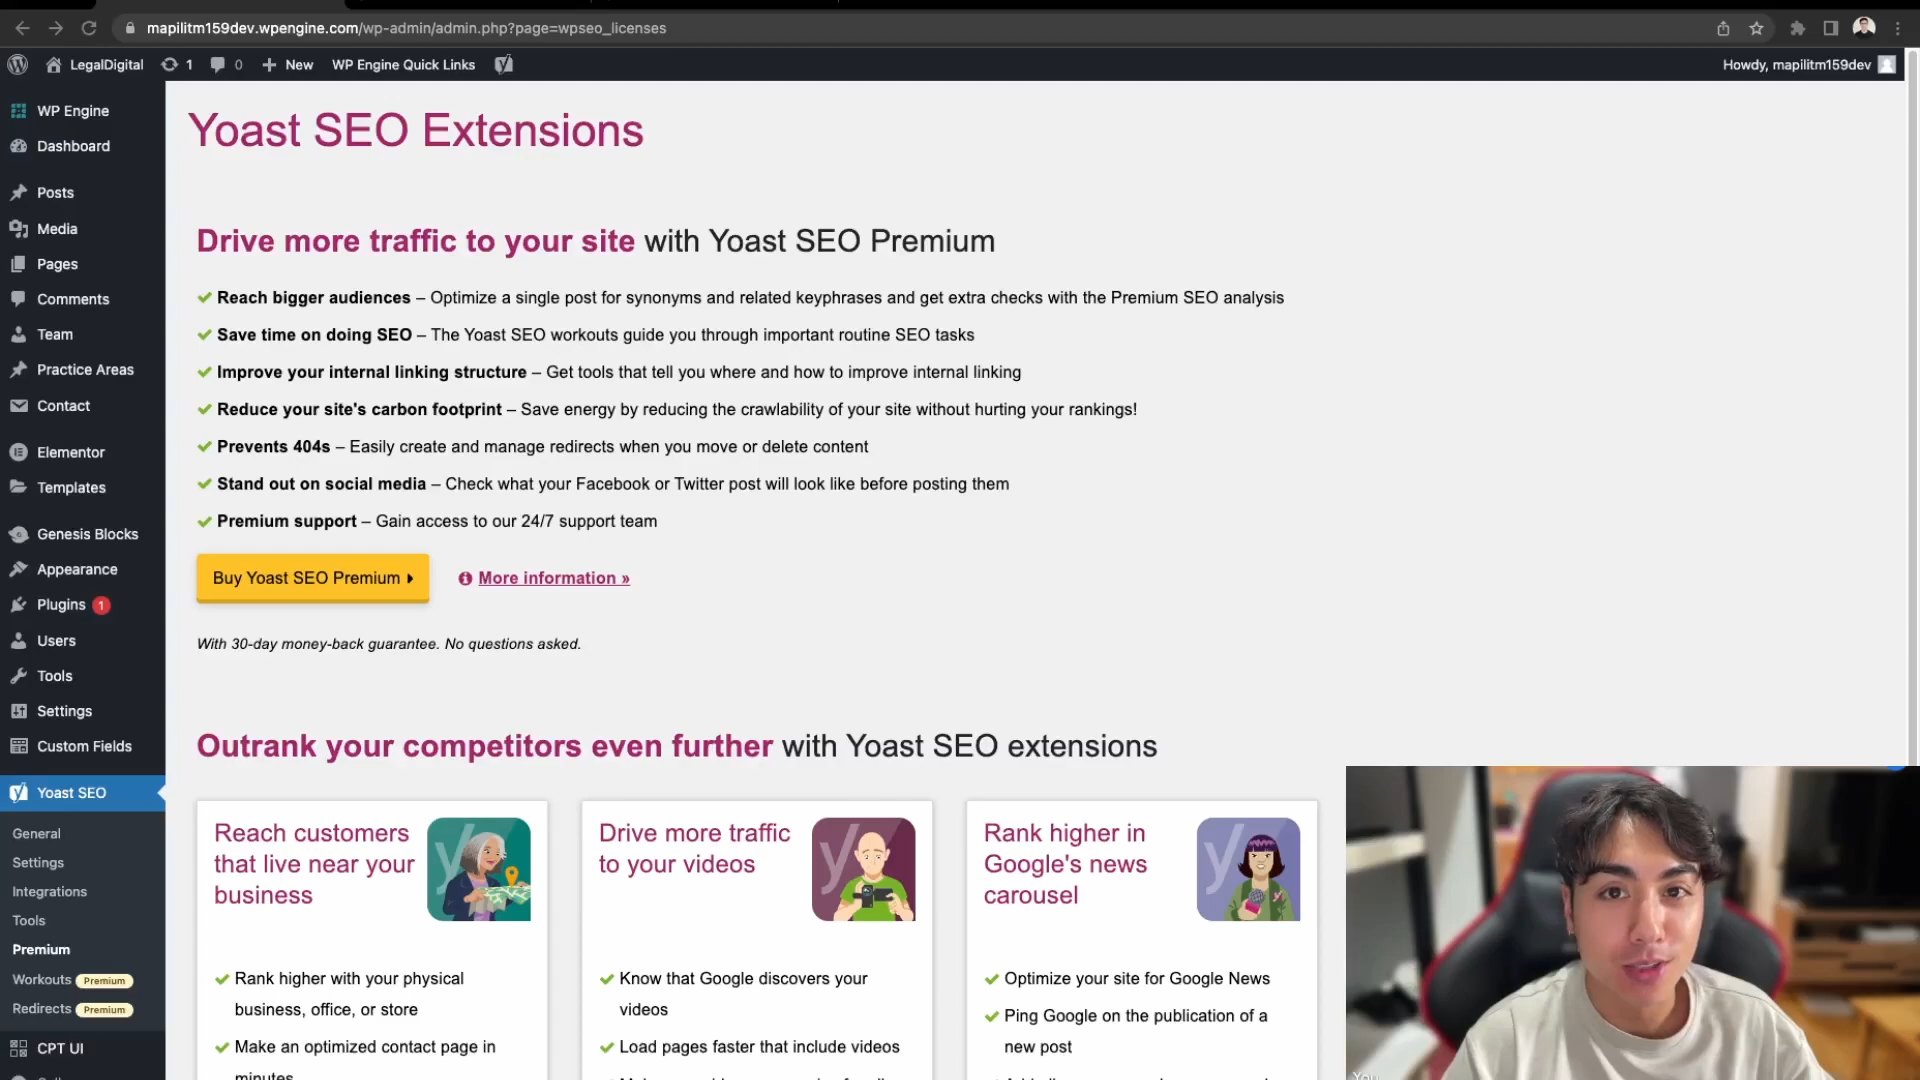 mapilitm159dev.wpengine.com/wp-admin/admin.php?page=wpseo_licenses
LegalDigital 1 0 New WP Engine Quick Links
Howdy, mapilitm159dev
WP Engine
Dashboard
Posts
Media
Pages
Comments
Team
Practice Areas
Contact
Elementor
Templates
Genesis Blocks
Appearance
Plugins 1
Users
Tools
Settings
Custom Fields
Yoast SEO
General
Settings
Integrations
Tools
Premium
Workouts Premium
Redirects Premium
CPT UI
Yoast SEO Extensions
Drive more traffic to your site with Yoast SEO Premium
Reach bigger audiences – Optimize a single post for synonyms and related keyphrases and get extra checks with the Premium SEO analysis
Save time on doing SEO – The Yoast SEO workouts guide you through important routine SEO tasks
Improve your internal linking structure – Get tools that tell you where and how to improve internal linking
Reduce your site's carbon footprint – Save energy by reducing the crawlability of your site without hurting your rankings!
Prevents 404s – Easily create and manage redirects when you move or delete content
Stand out on social media – Check what your Facebook or Twitter post will look like before posting them
Premium support – Gain access to our 24/7 support team
Buy Yoast SEO Premium
More information »
With 30-day money-back guarantee. No questions asked.
Outrank your competitors even further with Yoast SEO extensions
Reach customers
that live near your
business
Rank higher with your physical
business, office, or store
Make an optimized contact page in
minutes
Drive more traffic
to your videos
Know that Google discovers your
videos
Load pages faster that include videos
Rank higher in
Google's news
carousel
Optimize your site for Google News
Ping Google on the publication of a
new post
You